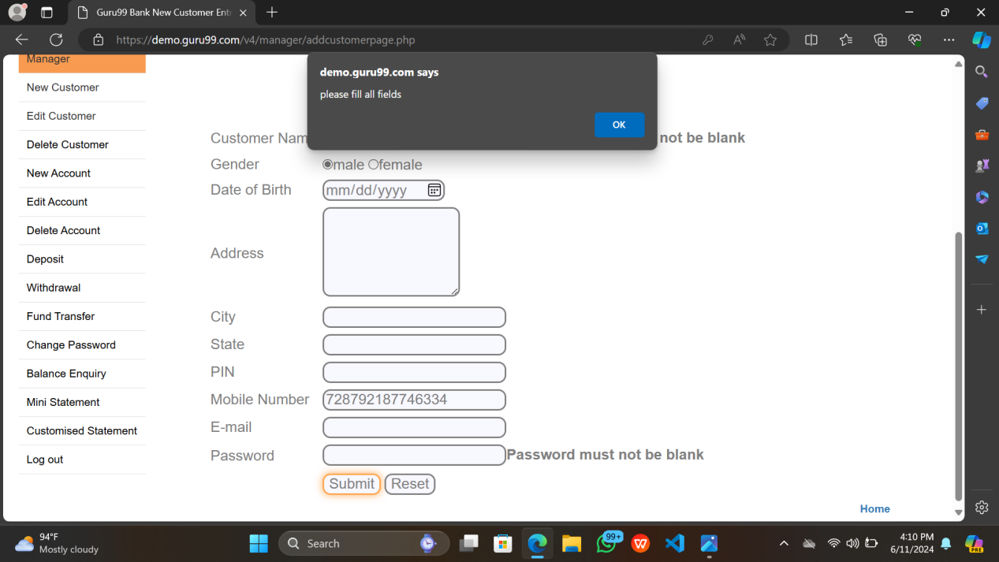 Guru99 Bank New Customer Entr
https://demo.guru99.com/v4/manager/addcustomerpage.php
demo.guru99.com says
please fill all fields
OK
Manager
New Customer
Edit Customer
Delete Customer
New Account
Edit Account
Delete Account
Deposit
Withdrawal
Fund Transfer
Change Password
Balance Enquiry
Mini Statement
Customised Statement
Log out
Customer Nam not be blank
Gender male female
Date of Birth mm/dd/yyyy
Address
City
State
PIN
Mobile Number 728792187746334
E-mail
Password Password must not be blank
Submit Reset
Home
94°F
Mostly cloudy
Search
99+
4:10 PM
6/11/2024
PRE